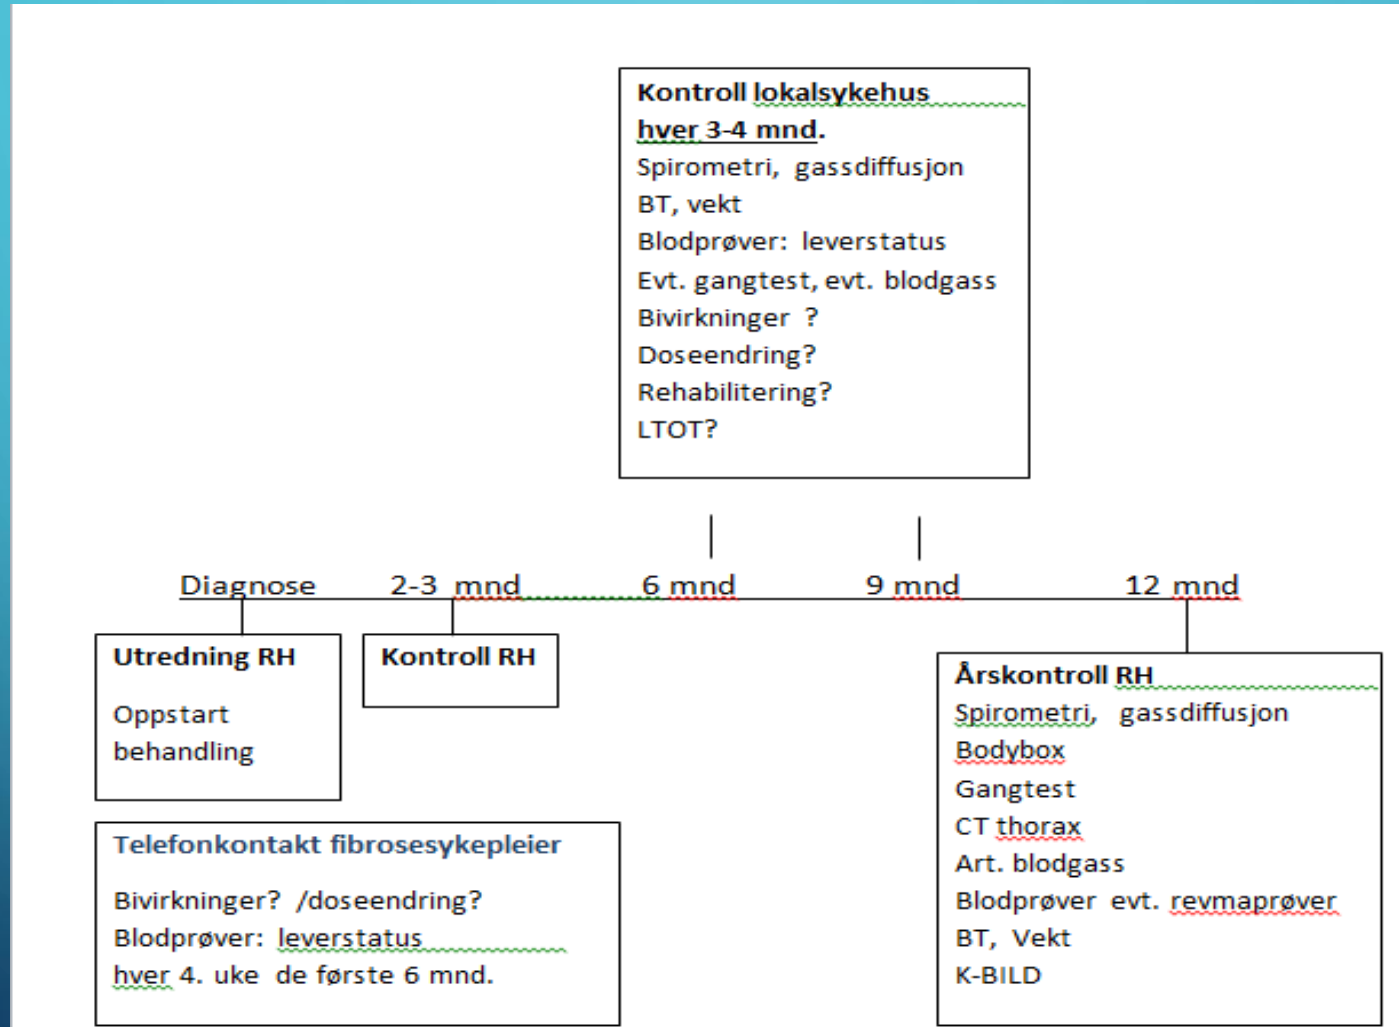 Kontroll lokalsykehus
hver 3-4 mnd.
Spirometri, gassdiffusjon
BT, vekt
Blodprøver: leverstatus
Evt. gangtest, evt. blodgass
Bivirkninger ?
Doseendring?
Rehabilitering?
LTOT?
Diagnose 2-3 mnd 6 mnd 9 mnd 12 mnd
Utredning RH
Oppstart
behandling
Kontroll RH
Telefonkontakt fibrosesykepleier
Bivirkninger? /doseendring?
Blodprøver: leverstatus
hver 4. uke de første 6 mnd.
Årskontroll RH
Spirometri, gassdiffusjon
Bodybox
Gangtest
CT thorax
Art. blodgass
Blodprøver evt. revmaprøver
BT, Vekt
K-BILD